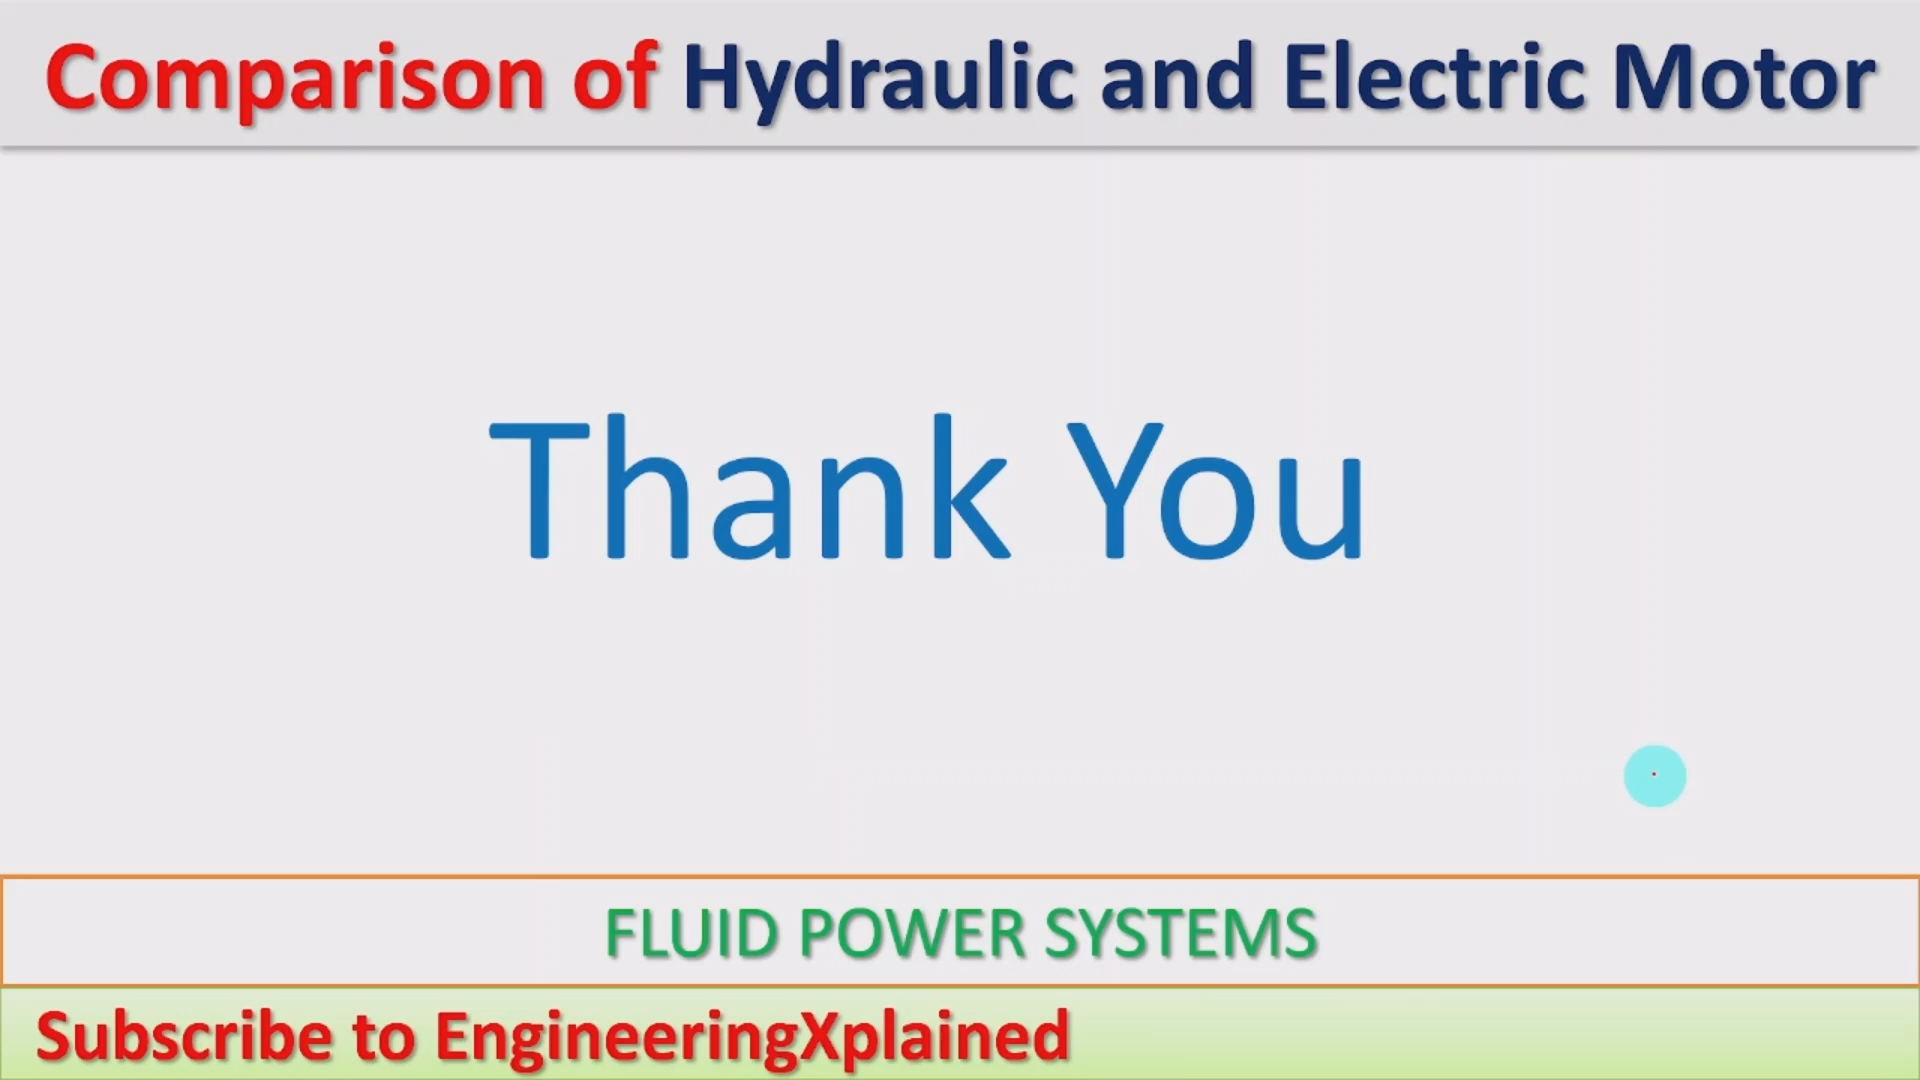 Comparison of Hydraulic and Electric Motor
Thank You
FLUID POWER SYSTEMS
Subscribe to EngineeringXplained